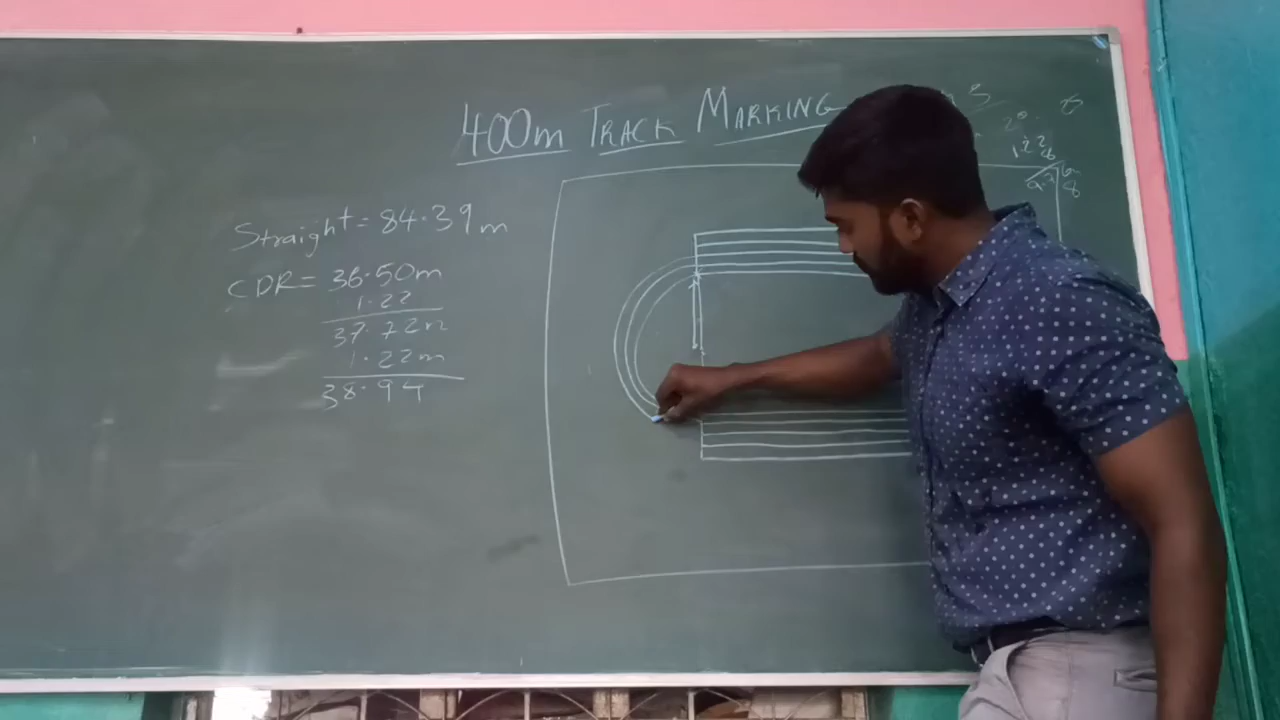 400m TRACK MARKING
Straight = 84.39m
CDR = 36.50m
1.22
37.72m
1.22m
38.94